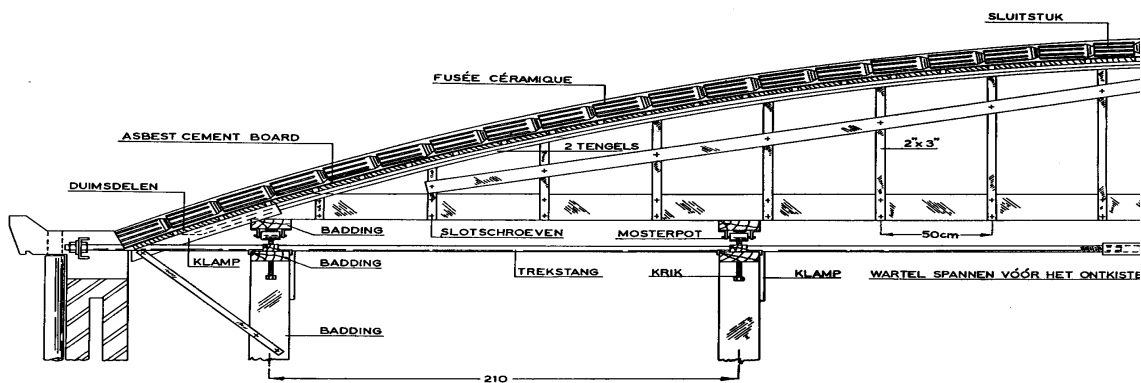 SLUITSTUK
FUSÉE CÉRAMIQUE
ASBEST CEMENT BOARD
2 TENGELS
2"x 3"
DUIMSDELEN
BADDING
SLOTSCHROEVEN
MOSTERPOT
50cm
KLAMP
BADDING
TREKSTANG
KRIK
KLAMP
WARTEL SPANNEN VÓÓR HET ONTKISTE
BADDING
210